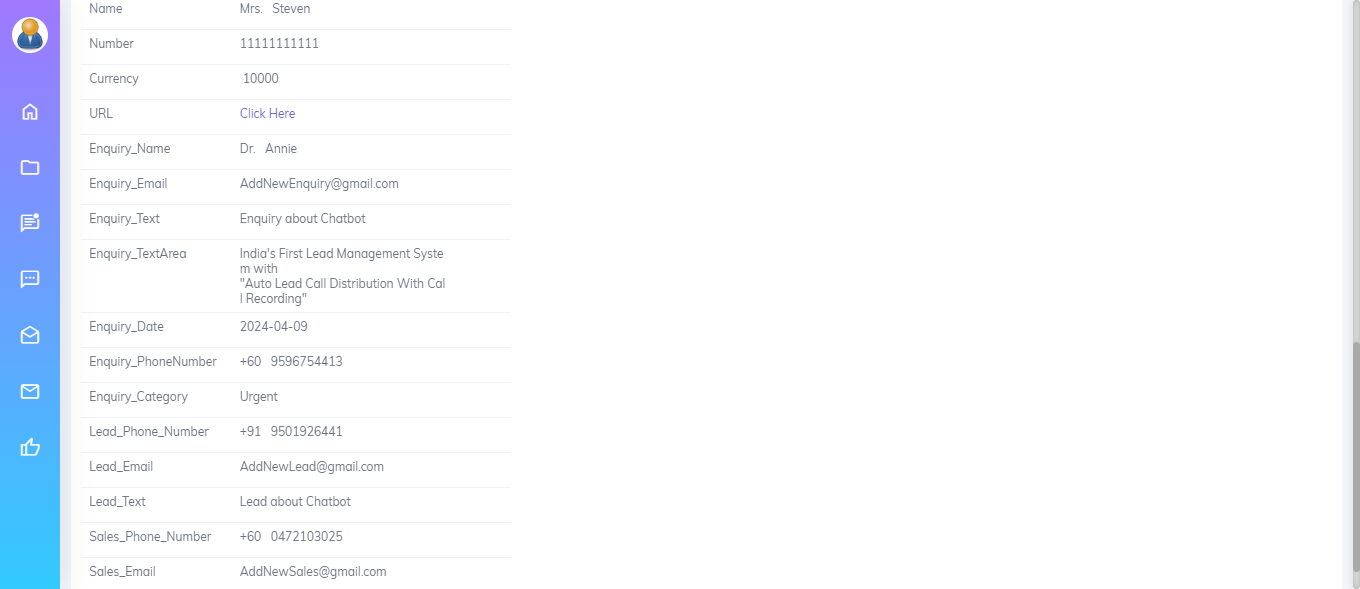 Name Mrs. Steven
Number 11111111111
Currency 10000
URL Click Here
Enquiry_Name Dr. Annie
Enquiry_Email AddNewEnquiry@gmail.com
Enquiry_Text Enquiry about Chatbot
Enquiry_TextArea India's First Lead Management Syste
m with
"Auto Lead Call Distribution With Cal
l Recording"
Enquiry_Date 2024-04-09
Enquiry_PhoneNumber +60 9596754413
Enquiry_Category Urgent
Lead_Phone_Number +91 9501926441
Lead_Email AddNewLead@gmail.com
Lead_Text Lead about Chatbot
Sales_Phone_Number +60 0472103025
Sales_Email AddNewSales@gmail.com